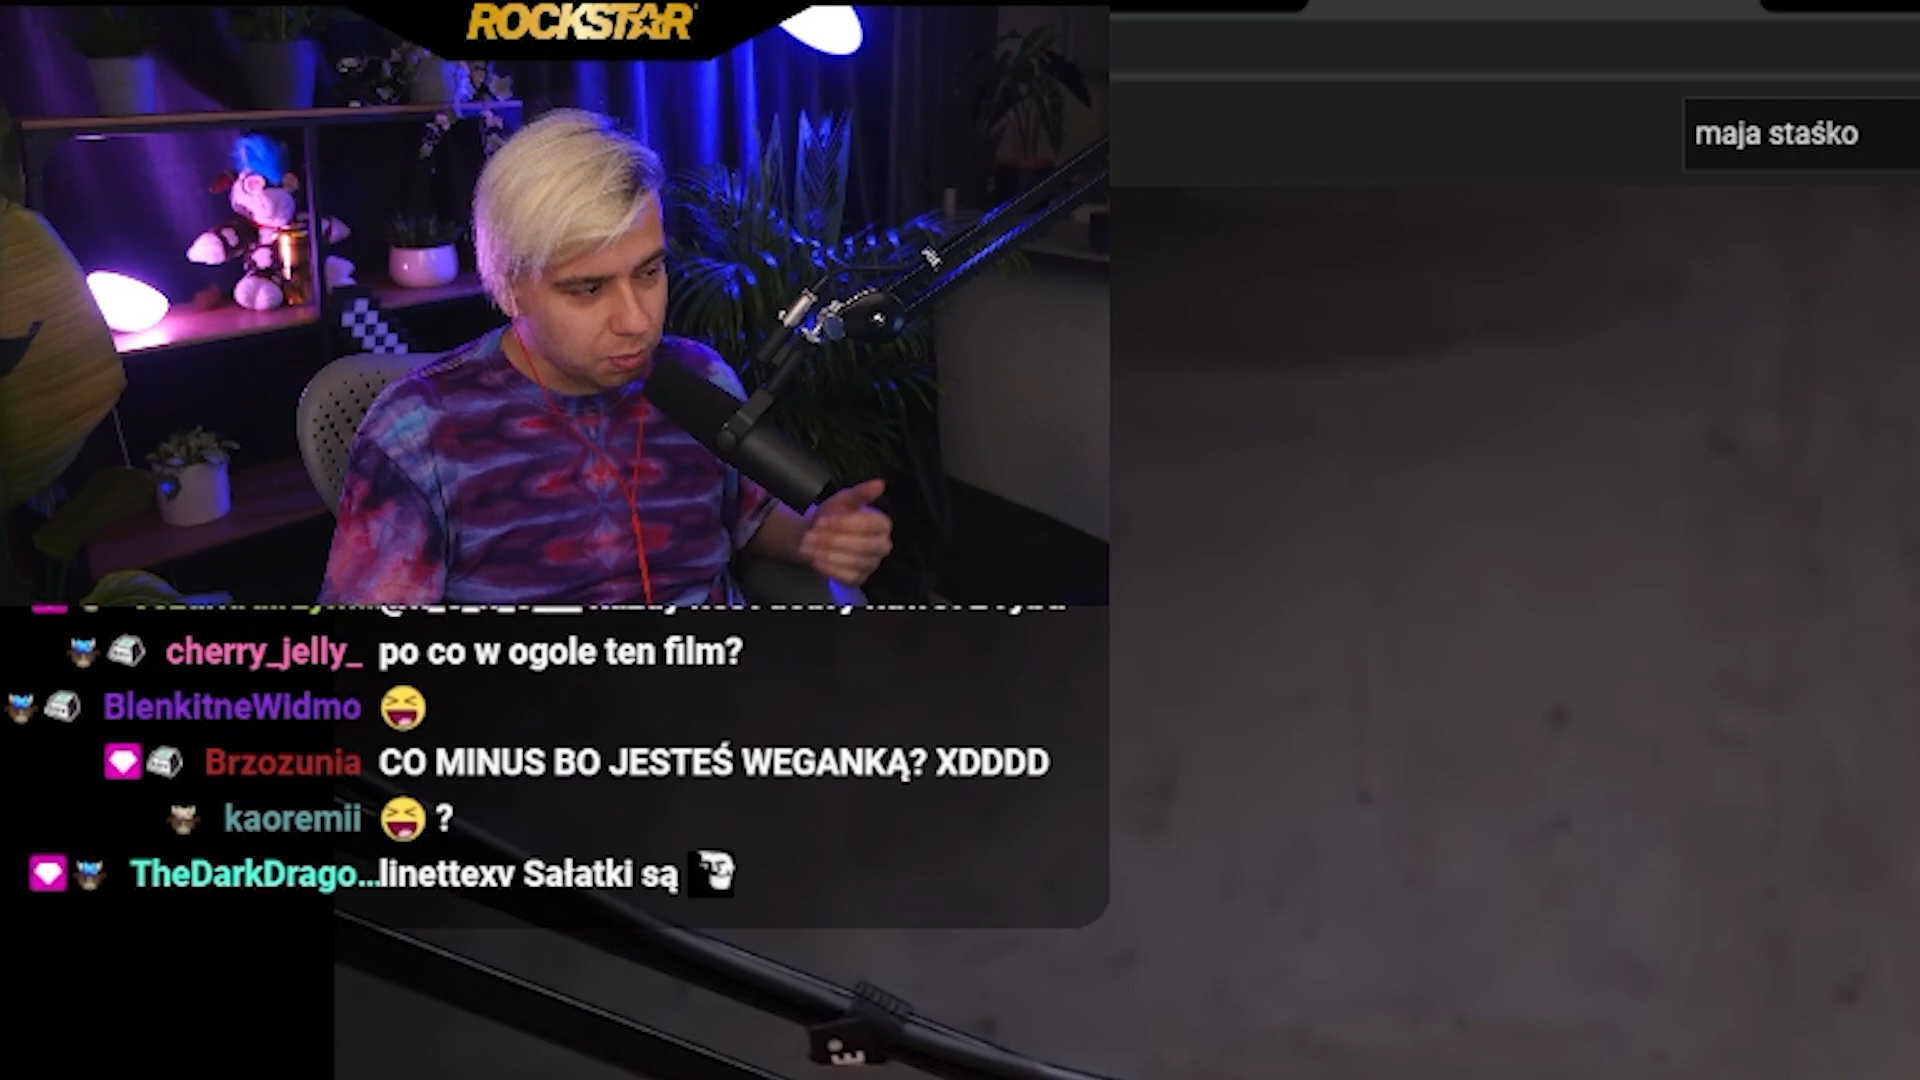 ROCKSTAR
maja staśko
cherry_jelly_ po co w ogole ten film?
BlenkitneWidmo 😆
Brzozunia CO MINUS BO JESTEŚ WEGANKĄ? XDDDD
kaoremii 😆 ?
TheDarkDrago...linettexv Sałatki są